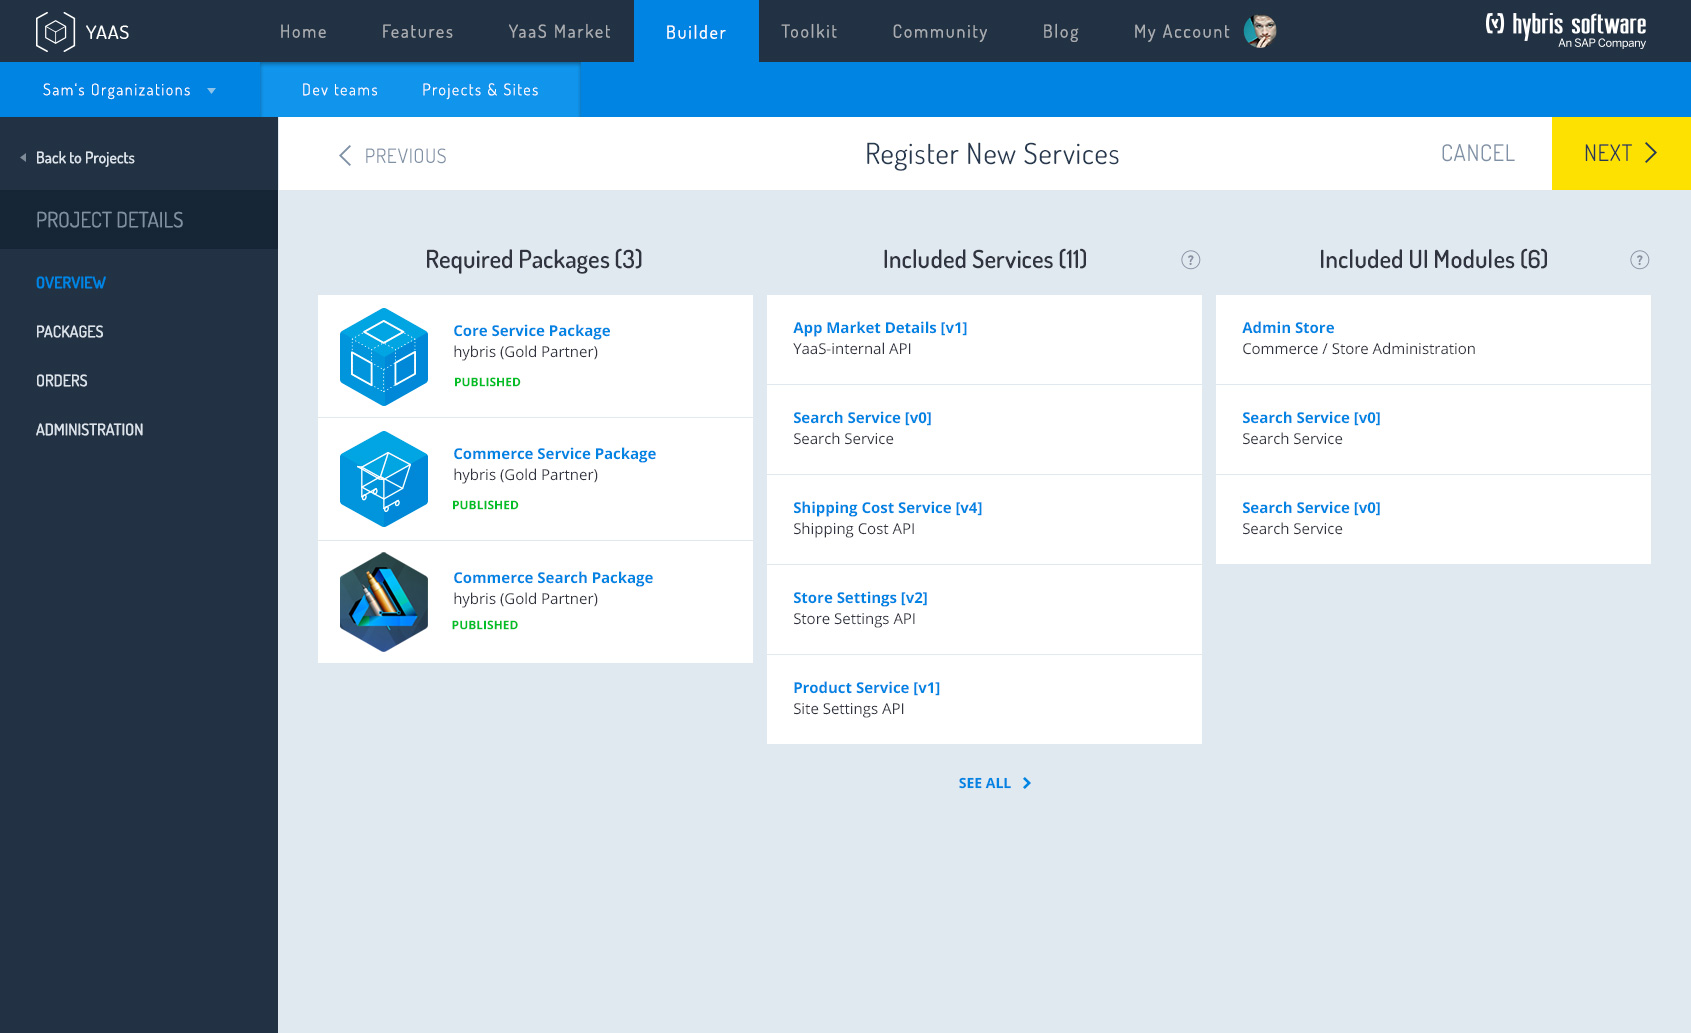 YAAS
Home
Features
YaaS Market
Builder
Toolkit
Community
Blog
My Account
hybris software
An SAP Company
Sam's Organizations
Dev teams
Projects & Sites
Back to Projects
PREVIOUS
Register New Services
CANCEL
NEXT
PROJECT DETAILS
OVERVIEW
PACKAGES
ORDERS
ADMINISTRATION
Required Packages (3)
Core Service Package
hybris (Gold Partner)
PUBLISHED
Commerce Service Package
hybris (Gold Partner)
PUBLISHED
Commerce Search Package
hybris (Gold Partner)
PUBLISHED
Included Services (11)
?
App Market Details [v1]
YaaS-internal API
Search Service [v0]
Search Service
Shipping Cost Service [v4]
Shipping Cost API
Store Settings [v2]
Store Settings API
Product Service [v1]
Site Settings API
SEE ALL
Included UI Modules (6)
?
Admin Store
Commerce / Store Administration
Search Service [v0]
Search Service
Search Service [v0]
Search Service